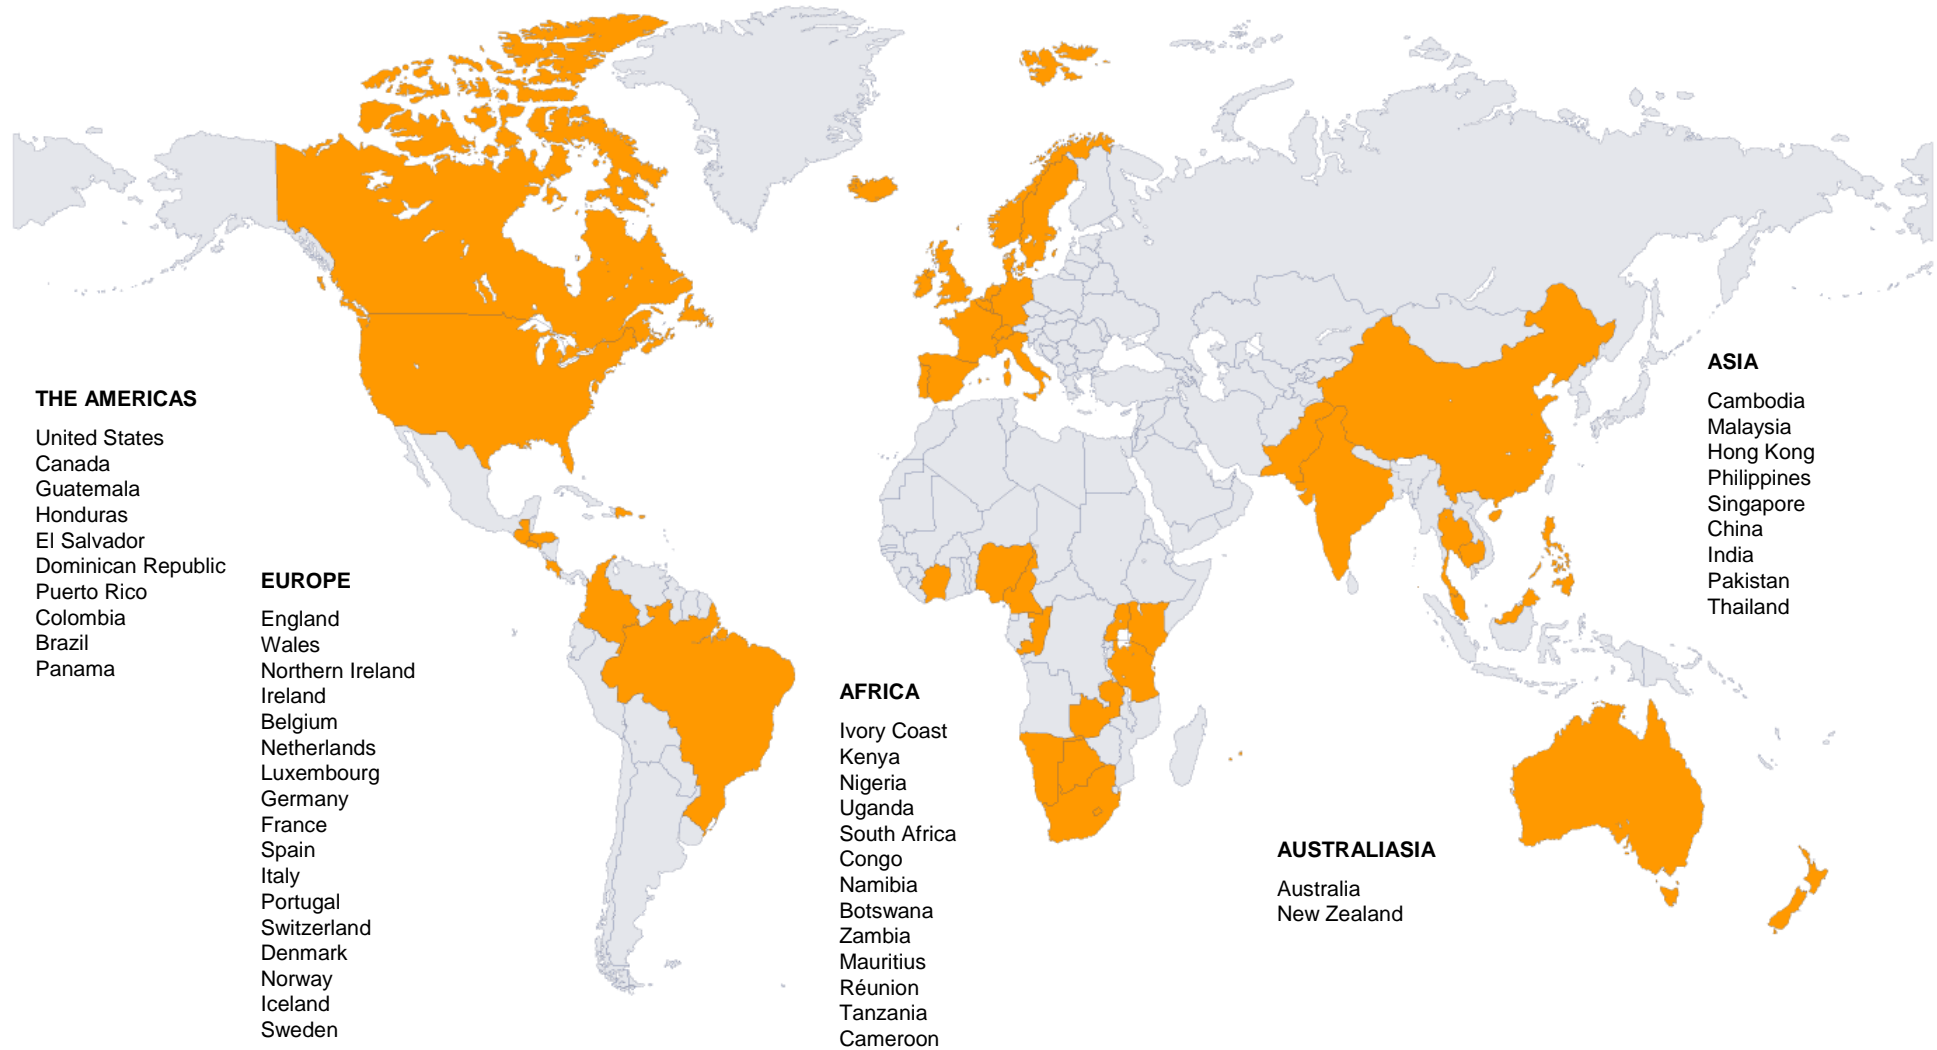 THE AMERICAS
United States
Canada
Guatemala
Honduras
El Salvador
Dominican Republic
Puerto Rico
Colombia
Brazil
Panama
EUROPE
England
Wales
Northern Ireland
Ireland
Belgium
Netherlands
Luxembourg
Germany
France
Spain
Italy
Portugal
Switzerland
Denmark
Norway
Iceland
Sweden
AFRICA
Ivory Coast
Kenya
Nigeria
Uganda
South Africa
Congo
Namibia
Botswana
Zambia
Mauritius
Réunion
Tanzania
Cameroon
AUSTRALIASIA
Australia
New Zealand
ASIA
Cambodia
Malaysia
Hong Kong
Philippines
Singapore
China
India
Pakistan
Thailand